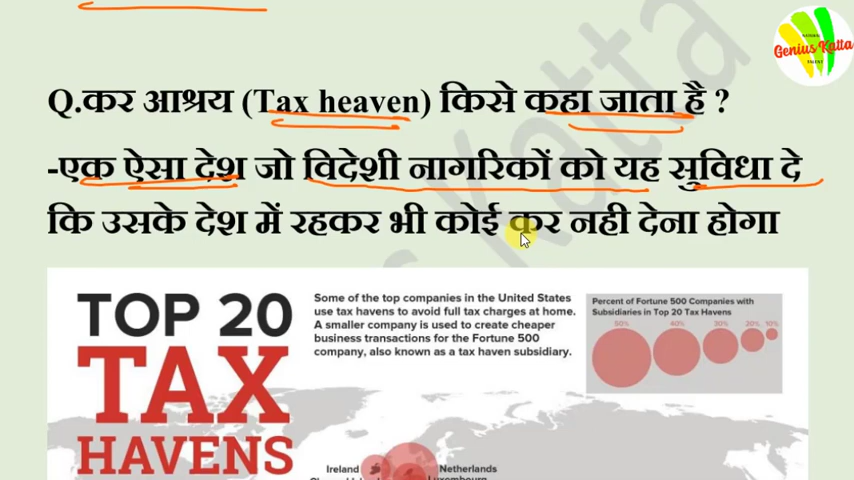 Genius Katta
Q.कर आश्रय (Tax heaven) किसे कहा जाता है ?
-एक ऐसा देश जो विदेशी नागरिकों को यह सुविधा दे
कि उसके देश में रहकर भी कोई कर नही देना होगा
TOP 20
TAX
HAVENS
Some of the top companies in the United States
use tax havens to avoid full tax charges at home.
A smaller company is used to create cheaper
business transactions for the Fortune 500
company, also known as a tax haven subsidiary.
Percent of Fortune 500 Companies with
Subsidiaries in Top 20 Tax Havens
50% 40% 30% 20% 10%
Ireland
Netherlands
Luxembourg